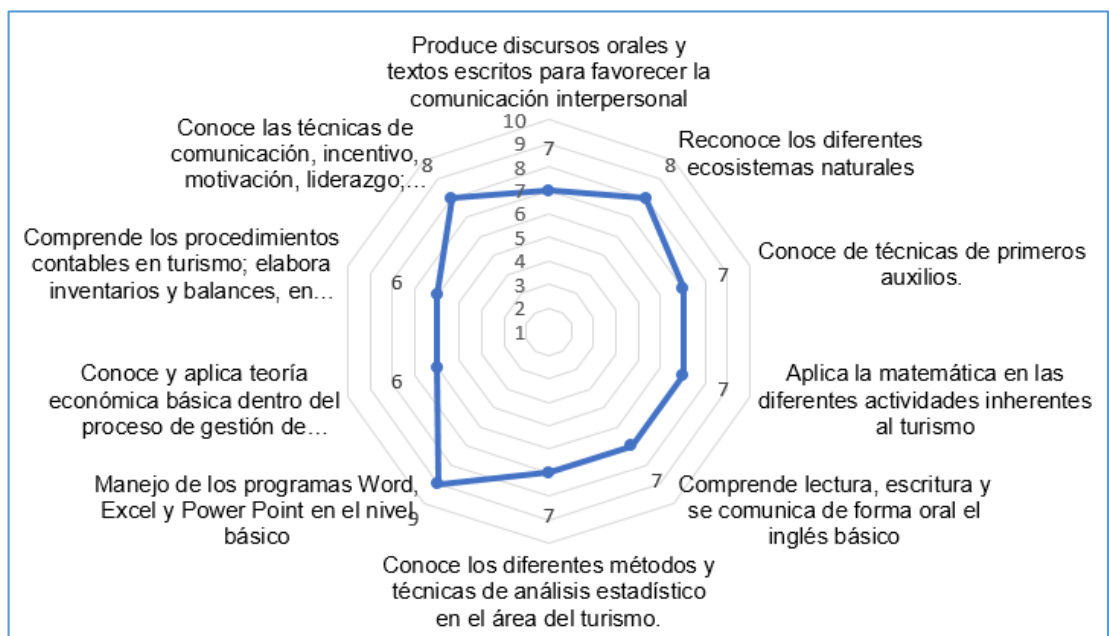 Produce discursos orales y
textos escritos para favorecer la
comunicación interpersonal
10
9
8
7
6
5
4
3
2
1
7
Reconoce los diferentes
ecosistemas naturales
8
Conoce de técnicas de primeros
auxilios.
7
Aplica la matemática en las
diferentes actividades inherentes
al turismo
7
Comprende lectura, escritura y
se comunica de forma oral el
inglés básico
7
Conoce los diferentes métodos y
técnicas de análisis estadístico
en el área del turismo.
7
Manejo de los programas Word,
Excel y Power Point en el nivel
básico
9
Conoce y aplica teoría
económica básica dentro del
proceso de gestión de...
6
Comprende los procedimientos
contables en turismo; elabora
inventarios y balances, en...
6
Conoce las técnicas de
comunicación, incentivo,
motivación, liderazgo;...
8